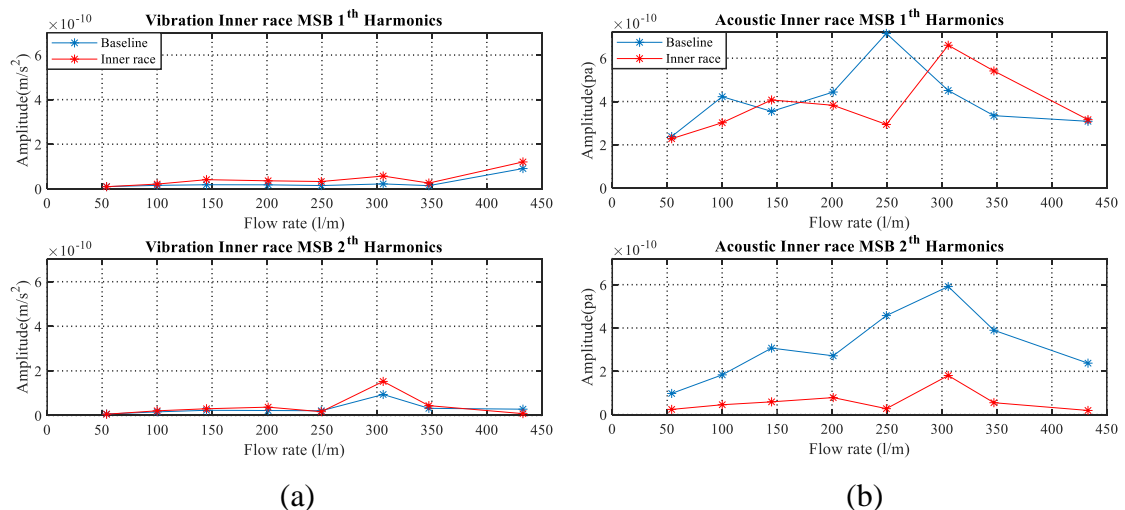 Vibration Inner race MSB 1th Harmonics
×10-10
Baseline
Inner race
Amplitude(m/s2)
6
4
2
0
0 50 100 150 200 250 300 350 400 450
Flow rate (l/m)
Vibration Inner race MSB 2th Harmonics
×10-10
Amplitude(m/s2)
6
4
2
0
0 50 100 150 200 250 300 350 400 450
Flow rate (l/m)
(a)
Acoustic Inner race MSB 1th Harmonics
×10-10
Baseline
Inner race
Amplitude(pa)
6
4
2
0
0 50 100 150 200 250 300 350 400 450
Flow rate (l/m)
Acoustic Inner race MSB 2th Harmonics
×10-10
Amplitude(pa)
6
4
2
0
0 50 100 150 200 250 300 350 400 450
Flow rate (l/m)
(b)